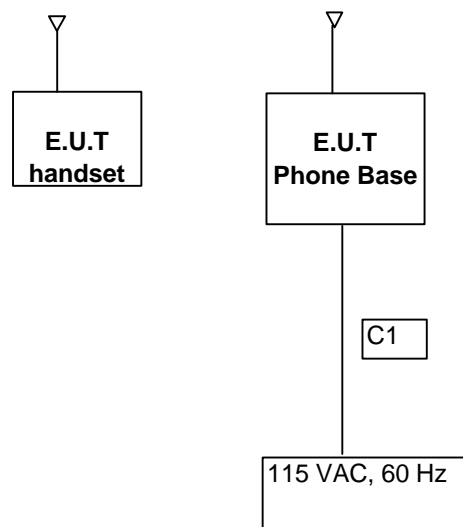 E.U.T
handset
E.U.T
Phone Base
C1
115 VAC, 60 Hz